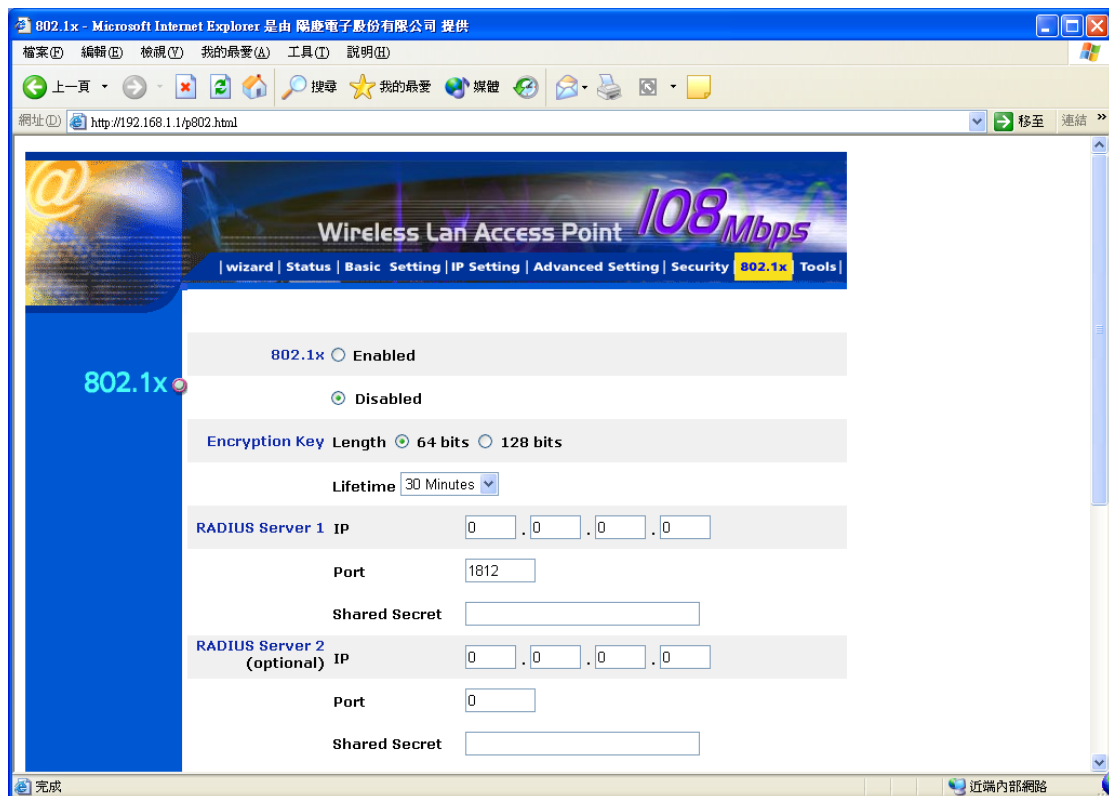 802.1x - Microsoft Internet Explorer 是由 陽慶電子股份有限公司 提供
檔案(F) 編輯(E) 檢視(V) 我的最愛(A) 工具(T) 說明(H)
上一頁 搜尋 我的最愛 媒體
網址(D) http://192.168.1.1/p802.html 移至 連結 »
@
Wireless Lan Access Point 108Mbps
| wizard | Status | Basic Setting | IP Setting | Advanced Setting | Security | 802.1x | Tools |
802.1x
802.1x Enabled
Disabled
Encryption Key Length 64 bits 128 bits
Lifetime 30 Minutes
RADIUS Server 1 IP 0 . 0 . 0 . 0
Port 1812
Shared Secret
RADIUS Server 2 (optional) IP 0 . 0 . 0 . 0
Port 0
Shared Secret
完成 近端內部網路